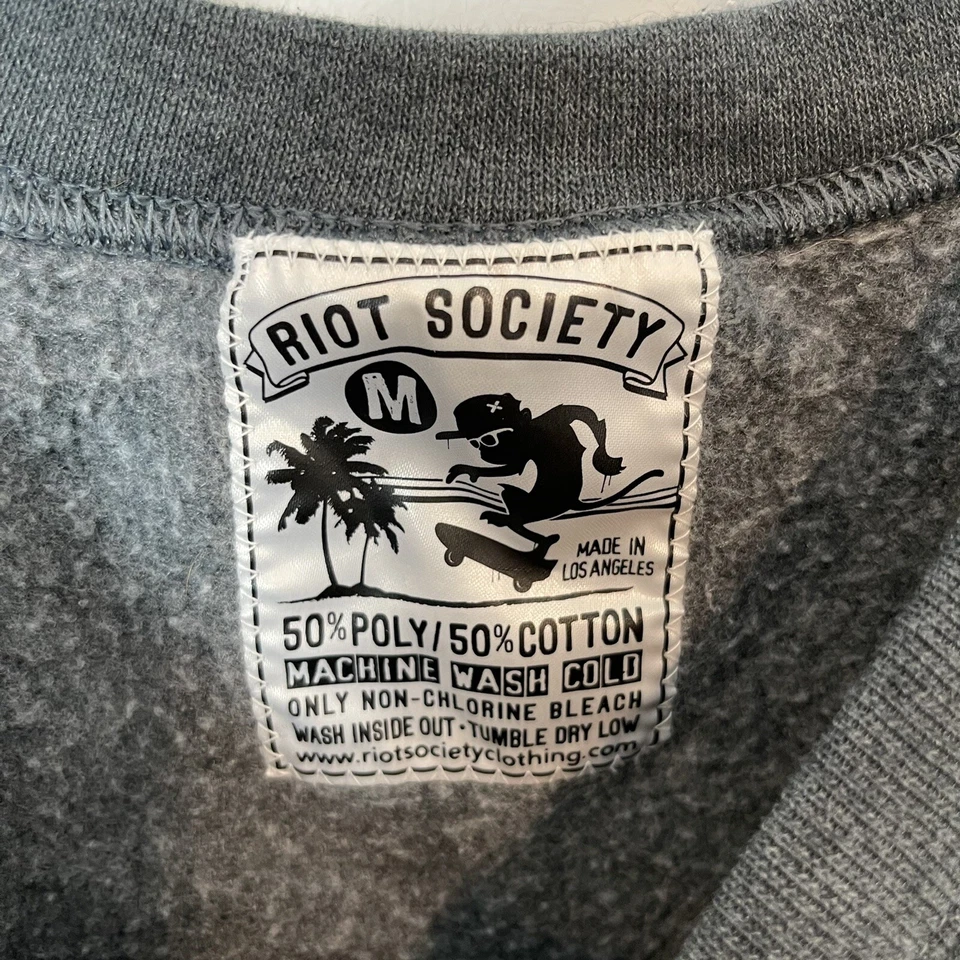 RIOT SOCIETY
M
MADE IN
LOS ANGELES
50% POLY/50% COTTON
MACHINE WASH COLD
ONLY NON-CHLORINE BLEACH
WASH INSIDE OUT · TUMBLE DRY LOW
www.riotsocietyclothing.com